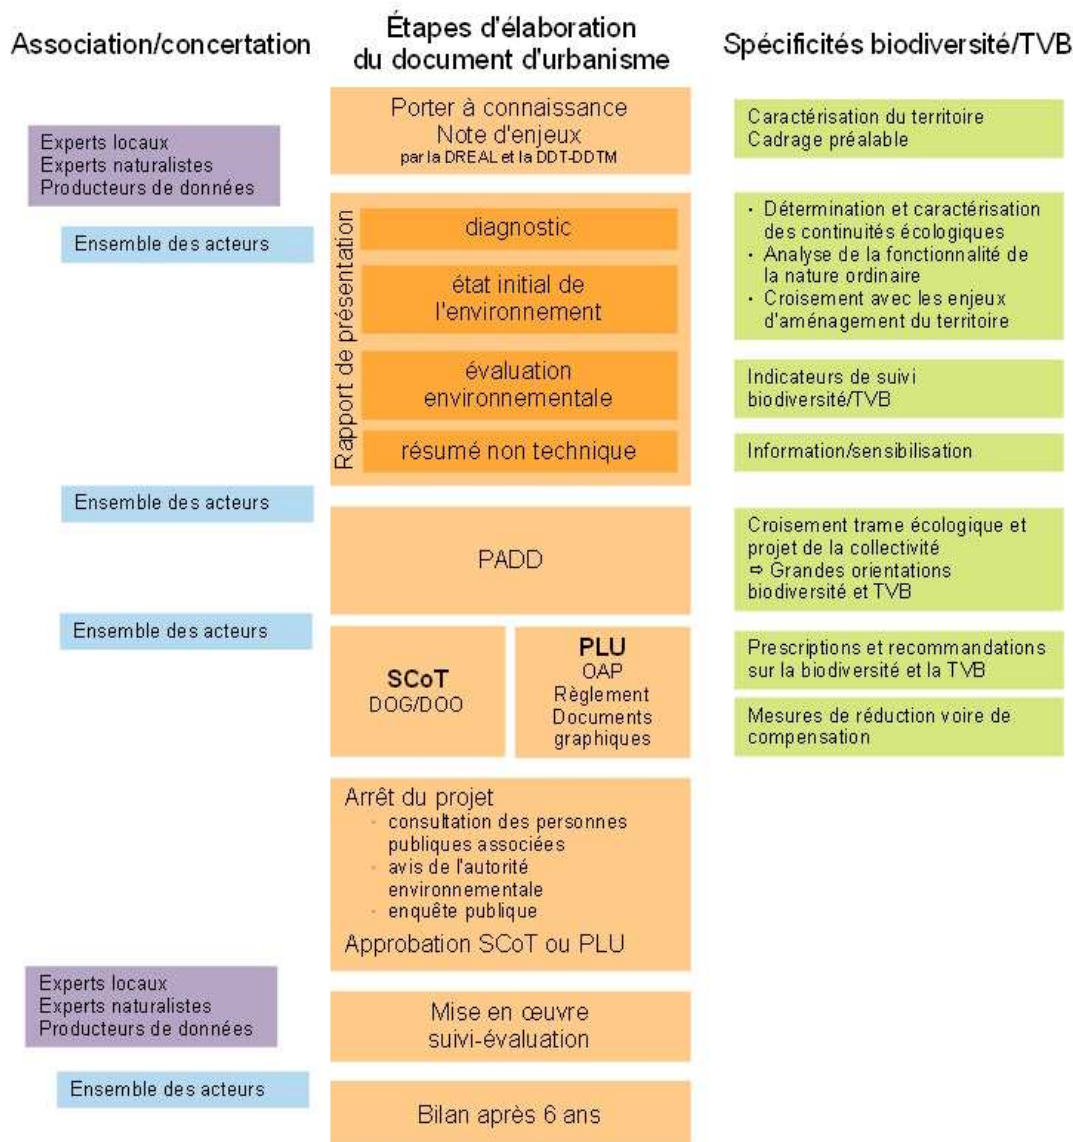 Association/concertation
Étapes d'élaboration
du document d'urbanisme
Spécificités biodiversité/TVB
Experts locaux
Experts naturalistes
Producteurs de données
Porter à connaissance
Note d'enjeux
par la DREAL et la DDT-DDTM
Caractérisation du territoire
Cadrage préalable
Ensemble des acteurs
Rapport de présentation
diagnostic
état initial de
l'environnement
évaluation
environnementale
résumé non technique
· Détermination et caractérisation
des continuités écologiques
· Analyse de la fonctionnalité de
la nature ordinaire
· Croisement avec les enjeux
d'aménagement du territoire
Indicateurs de suivi
biodiversité/TVB
Information/sensibilisation
Ensemble des acteurs
PADD
Croisement trame écologique et
projet de la collectivité
⇨ Grandes orientations
biodiversité et TVB
Ensemble des acteurs
SCoT
DOG/DOO
PLU
OAP
Règlement
Documents
graphiques
Prescriptions et recommandations
sur la biodiversité et la TVB
Mesures de réduction voire de
compensation
Arrêt du projet
· consultation des personnes
publiques associées
· avis de l'autorité
environnementale
· enquête publique
Approbation SCoT ou PLU
Experts locaux
Experts naturalistes
Producteurs de données
Mise en œuvre
suivi-évaluation
Ensemble des acteurs
Bilan après 6 ans